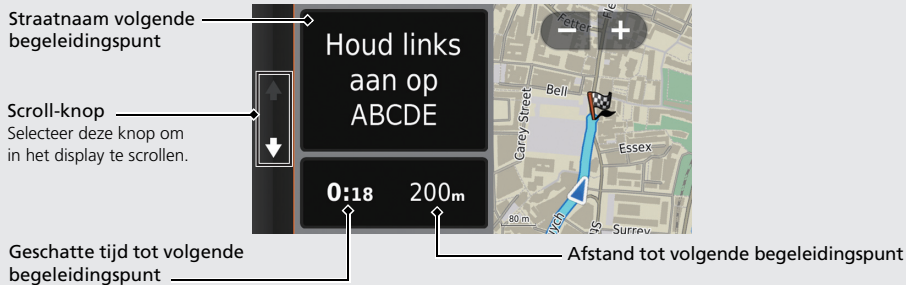 Straatnaam volgende
begeleidingspunt
Scroll-knop
Selecteer deze knop om
in het display te scrollen.
Houd links
aan op
ABCDE
0:18
200m
Fetter
− +
Bell
Carey Street
Essex
80 m
Surrey
Geschatte tijd tot volgende
begeleidingspunt
Afstand tot volgende begeleidingspunt